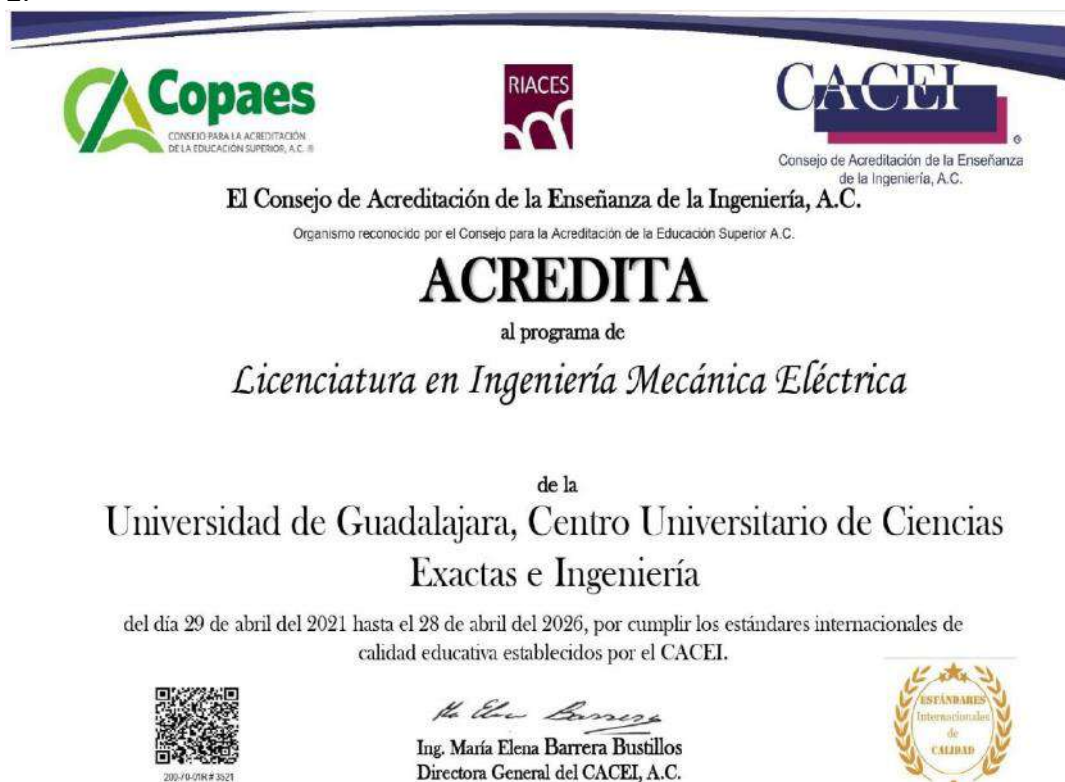 Copaes
CONSEJO PARA LA ACREDITACIÓN
DE LA EDUCACIÓN SUPERIOR, A.C. ®
RIACES
CACEI
®
Consejo de Acreditación de la Enseñanza
de la Ingeniería, A.C.
El Consejo de Acreditación de la Enseñanza de la Ingeniería, A.C.
Organismo reconocido por el Consejo para la Acreditación de la Educación Superior A.C.
ACREDITA
al programa de
Licenciatura en Ingeniería Mecánica Eléctrica
de la
Universidad de Guadalajara, Centro Universitario de Ciencias
Exactas e Ingeniería
del día 29 de abril del 2021 hasta el 28 de abril del 2026, por cumplir los estándares internacionales de
calidad educativa establecidos por el CACEI.
Ma Elena Barrera
Ing. María Elena Barrera Bustillos
Directora General del CACEI, A.C.
ESTÁNDARES
Internacionales
de
CALIDAD